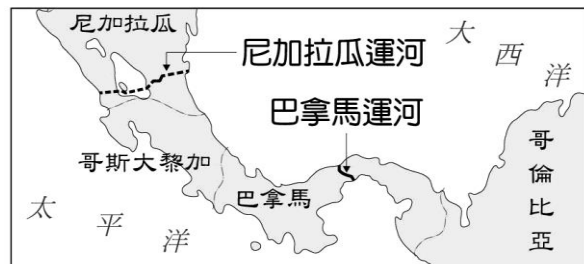 尼加拉瓜
尼加拉瓜運河
大西洋
巴拿馬運河
哥斯大黎加
巴拿馬
哥倫比亞
太平洋